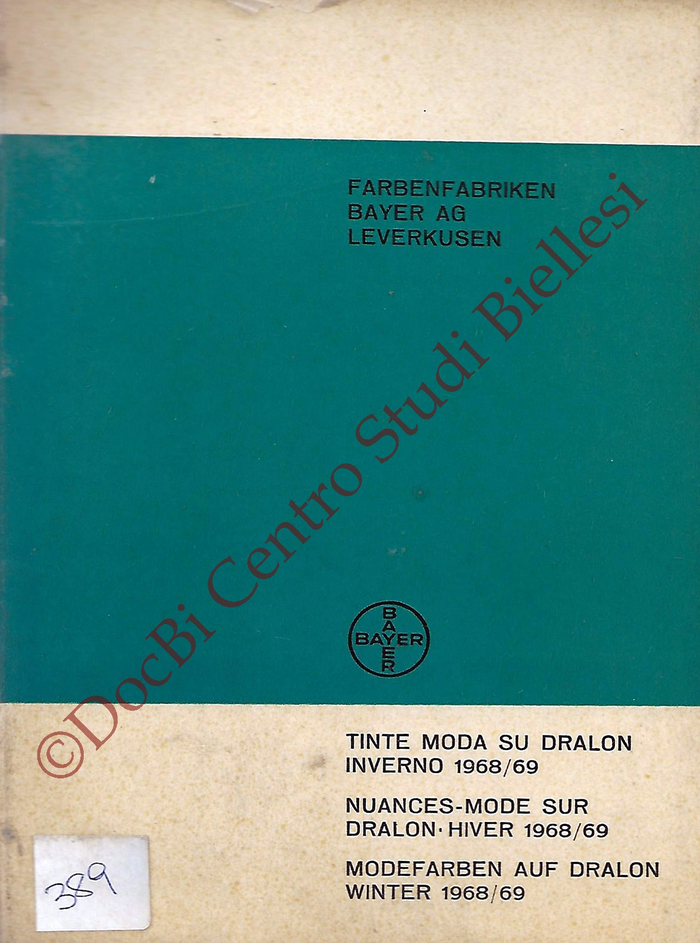 FARBENFABRIKEN
BAYER AG
LEVERKUSEN
©DocBi Centro Studi Biellesi
BAYER
BAYER
TINTE MODA SU DRALON
INVERNO 1968/69
NUANCES-MODE SUR
DRALON·HIVER 1968/69
MODEFARBEN AUF DRALON
WINTER 1968/69
389